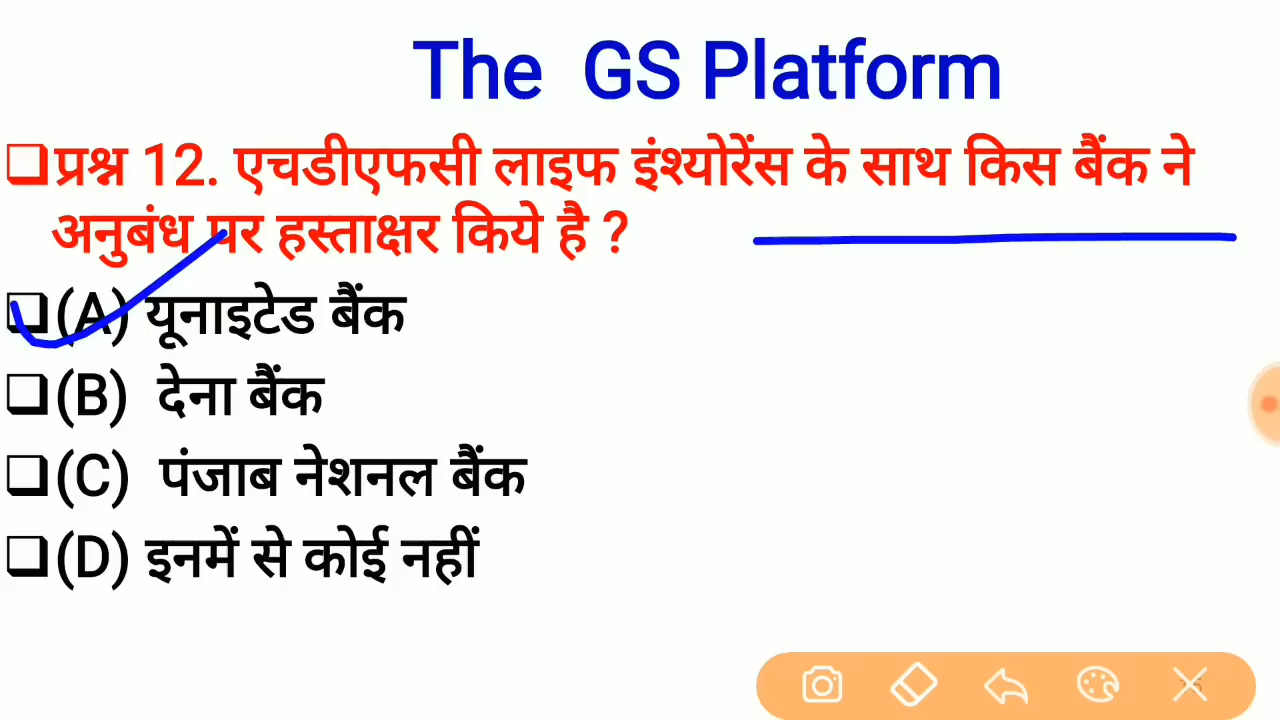 The GS Platform
प्रश्न 12. एचडीएफसी लाइफ इंश्योरेंस के साथ किस बैंक ने
अनुबंध पर हस्ताक्षर किये है ?
(A) यूनाइटेड बैंक
(B) देना बैंक
(C) पंजाब नेशनल बैंक
(D) इनमें से कोई नहीं